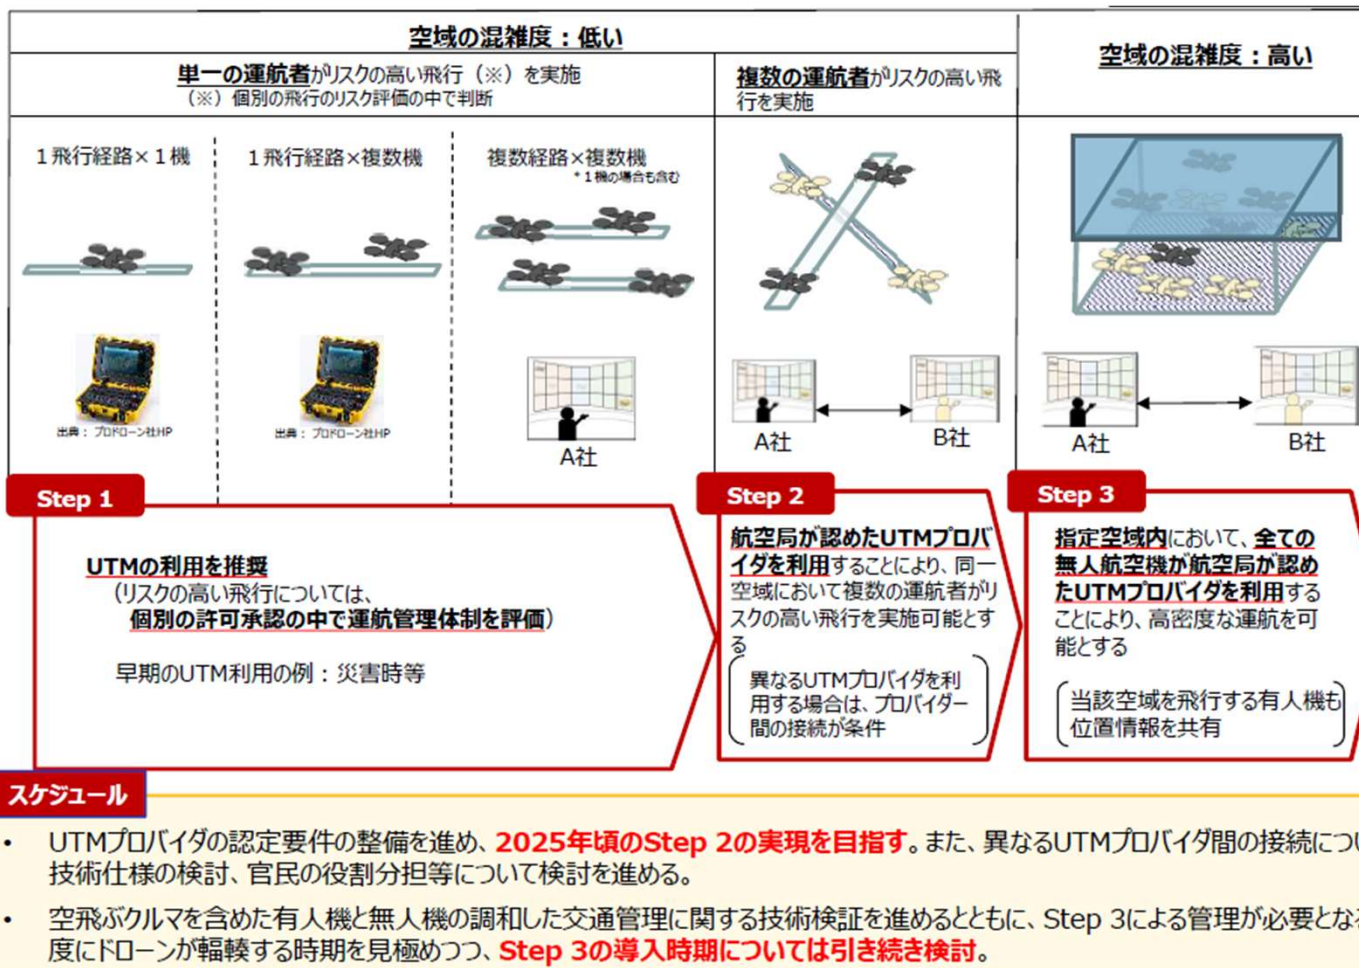 空域の混雑度：低い
空域の混雑度：高い
単一の運航者がリスクの高い飛行（※）を実施
（※）個別の飛行のリスク評価の中で判断
複数の運航者がリスクの高い飛
行を実施
１飛行経路×１機
１飛行経路×複数機
複数経路×複数機
*１機の場合も含む
出典： プロドローン社HP
出典： プロドローン社HP
A社
A社
B社
A社
B社
Step 1
UTMの利用を推奨
（リスクの高い飛行については、
個別の許可承認の中で運航管理体制を評価）
早期のUTM利用の例：災害時等
Step 2
航空局が認めたUTMプロバ
イダを利用することにより、同一
空域において複数の運航者がリ
スクの高い飛行を実施可能とす
る
異なるUTMプロバイダを利
用する場合は、プロバイダー
間の接続が条件
Step 3
指定空域内において、全ての
無人航空機が航空局が認め
たUTMプロバイダを利用する
ことにより、高密度な運航を可
能とする
当該空域を飛行する有人機も
位置情報を共有
スケジュール
• UTMプロバイダの認定要件の整備を進め、2025年頃のStep 2の実現を目指す。また、異なるUTMプロバイダ間の接続につい
技術仕様の検討、官民の役割分担等について検討を進める。
• 空飛ぶクルマを含めた有人機と無人機の調和した交通管理に関する技術検証を進めるとともに、Step 3による管理が必要となる
度にドローンが輻輳する時期を見極めつつ、Step 3の導入時期については引き続き検討。